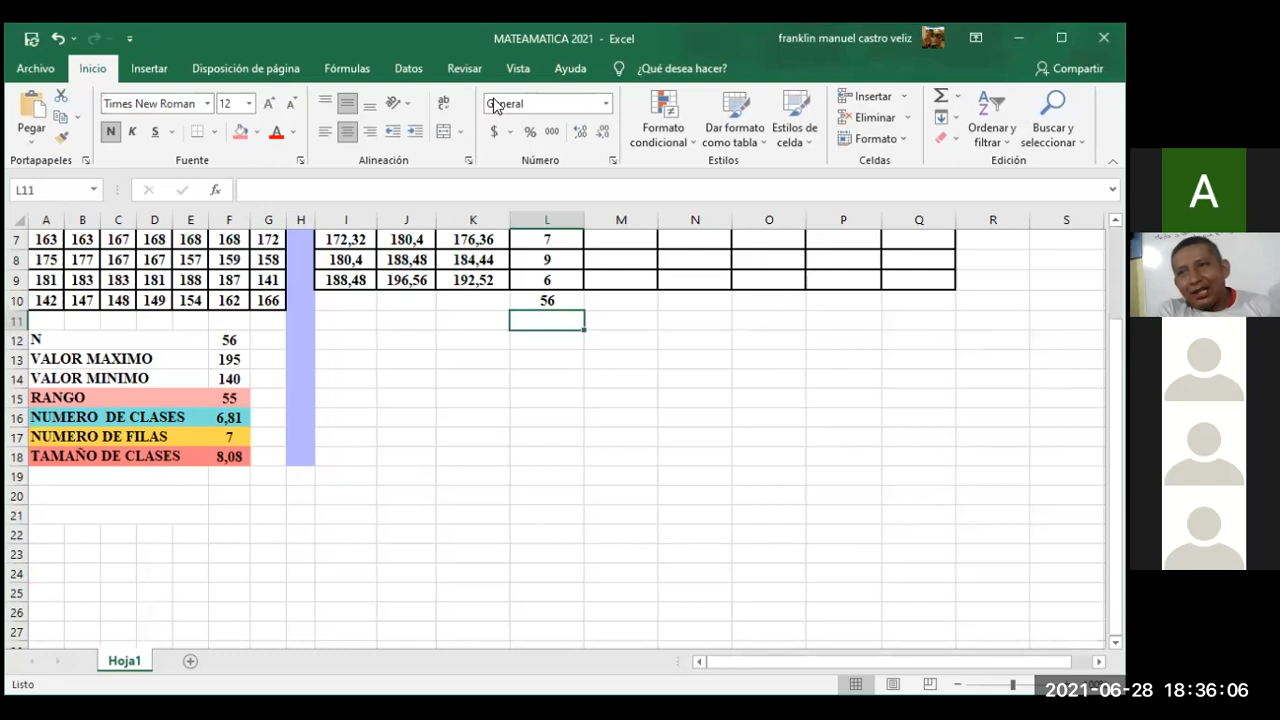 MATEAMATICA 2021 - Excel
franklin manuel castro veliz
Archivo Inicio Insertar Disposición de página Fórmulas Datos Revisar Vista Ayuda ¿Qué desea hacer? Compartir
Pegar
Times New Roman 12
N K S
ab
General
$ % 000
Formato condicional
Dar formato como tabla
Estilos de celda
Insertar
Eliminar
Formato
Ordenar y filtrar
Buscar y seleccionar
Portapapeles Fuente Alineación Número Estilos Celdas Edición
L11 fx
A B C D E F G H I J K L M N O P Q R S
7 163 163 167 168 168 168 172 172,32 180,4 176,36 7
8 175 177 167 167 157 159 158 180,4 188,48 184,44 9
9 181 183 183 181 188 187 141 188,48 196,56 192,52 6
10 142 147 148 149 154 162 166 56
11
12 N 56
13 VALOR MAXIMO 195
14 VALOR MINIMO 140
15 RANGO 55
16 NUMERO DE CLASES 6,81
17 NUMERO DE FILAS 7
18 TAMAÑO DE CLASES 8,08
19
20
21
22
23
24
25
26
27
Hoja1
Listo
2021-06-28 18:36:06
A